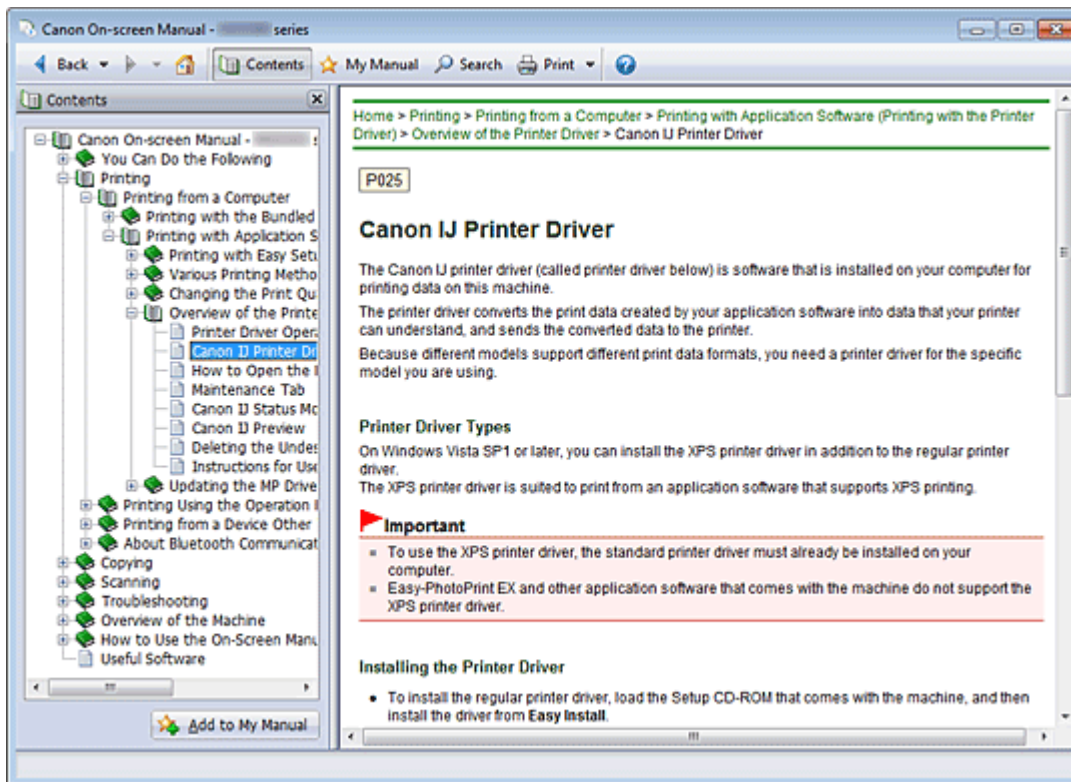 Canon On-screen Manual - series
Back Contents My Manual Search Print
Contents
Canon On-screen Manual -
You Can Do the Following
Printing
Printing from a Computer
Printing with the Bundled
Printing with Application S
Printing with Easy Setu
Various Printing Metho
Changing the Print Qu
Overview of the Printe
Printer Driver Oper
Canon IJ Printer Dr
How to Open the
Maintenance Tab
Canon IJ Status Mo
Canon IJ Preview
Deleting the Undes
Instructions for Use
Updating the MP Drive
Printing Using the Operation
Printing from a Device Other
About Bluetooth Communicat
Copying
Scanning
Troubleshooting
Overview of the Machine
How to Use the On-Screen Manu
Useful Software
Add to My Manual
Home > Printing > Printing from a Computer > Printing with Application Software (Printing with the Printer
Driver) > Overview of the Printer Driver > Canon IJ Printer Driver
P025
Canon IJ Printer Driver
The Canon IJ printer driver (called printer driver below) is software that is installed on your computer for
printing data on this machine.
The printer driver converts the print data created by your application software into data that your printer
can understand, and sends the converted data to the printer.
Because different models support different print data formats, you need a printer driver for the specific
model you are using.
Printer Driver Types
On Windows Vista SP1 or later, you can install the XPS printer driver in addition to the regular printer
driver.
The XPS printer driver is suited to print from an application software that supports XPS printing.
Important
To use the XPS printer driver, the standard printer driver must already be installed on your
computer.
Easy-PhotoPrint EX and other application software that comes with the machine do not support the
XPS printer driver.
Installing the Printer Driver
To install the regular printer driver, load the Setup CD-ROM that comes with the machine, and then
install the driver from Easy Install.